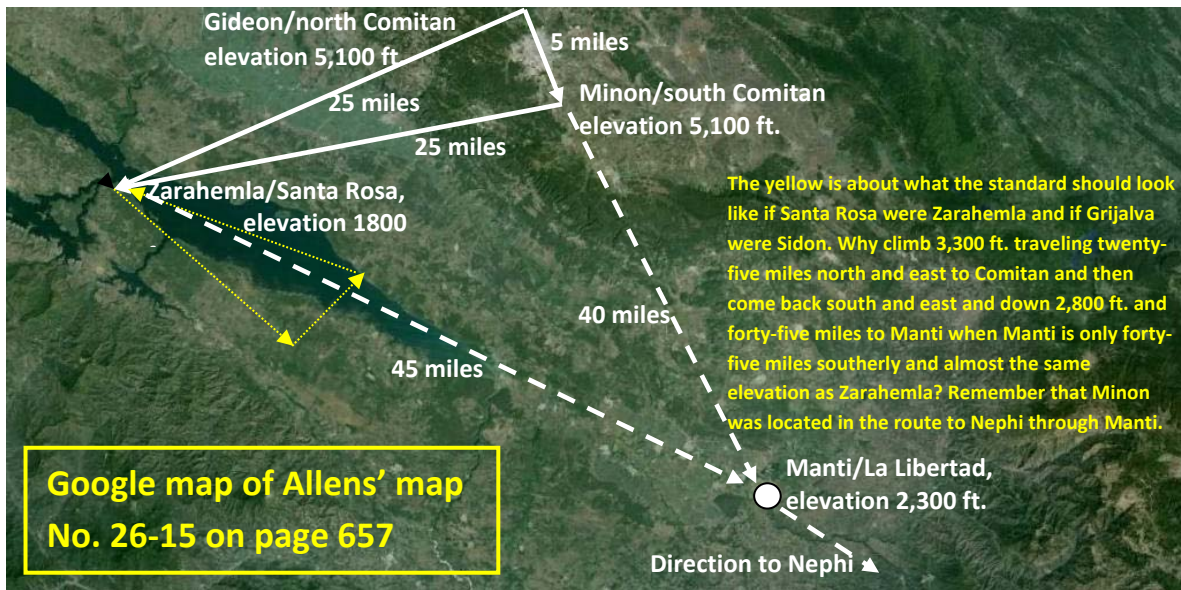 Gideon/north Comitan
elevation 5,100 ft.
5 miles
25 miles
Minon/south Comitan
elevation 5,100 ft.
25 miles
Zarahemla/Santa Rosa,
elevation 1800
The yellow is about what the standard should look
like if Santa Rosa were Zarahemla and if Grijalva
were Sidon. Why climb 3,300 ft. traveling twenty-
five miles north and east to Comitan and then
come back south and east and down 2,800 ft. and
forty-five miles to Manti when Manti is only forty-
five miles southerly and almost the same
elevation as Zarahemla? Remember that Minon
was located in the route to Nephi through Manti.
40 miles
45 miles
Manti/La Libertad,
elevation 2,300 ft.
Google map of Allens’ map
No. 26-15 on page 657
Direction to Nephi